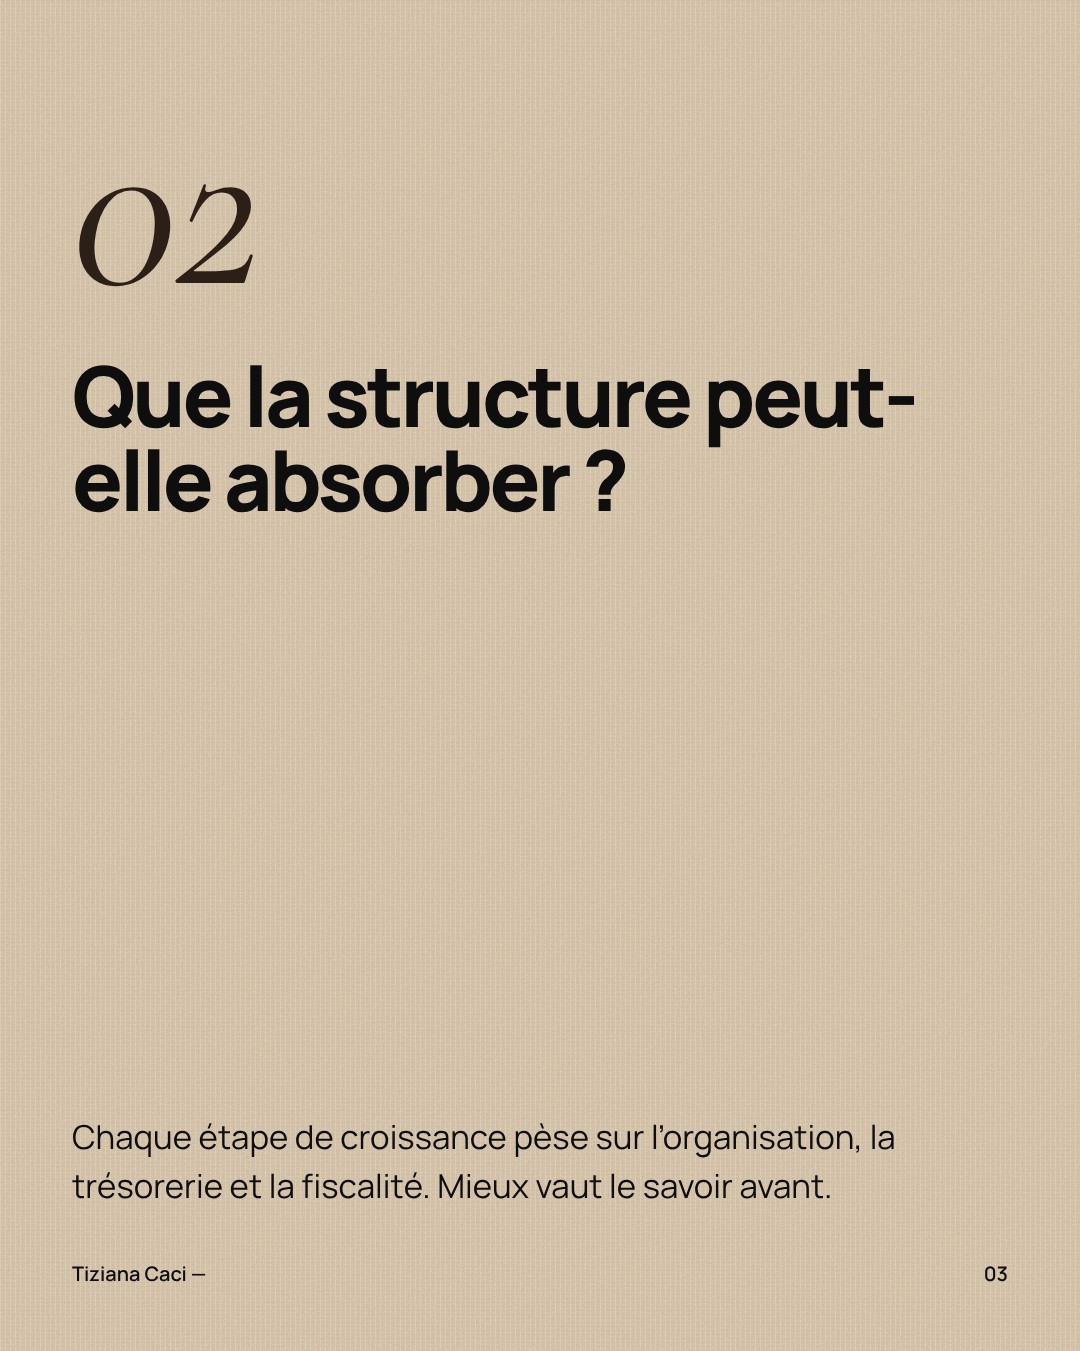 02
Que la structure peut-
elle absorber ?
Chaque étape de croissance pèse sur l’organisation, la
trésorerie et la fiscalité. Mieux vaut le savoir avant.
Tiziana Caci —
03